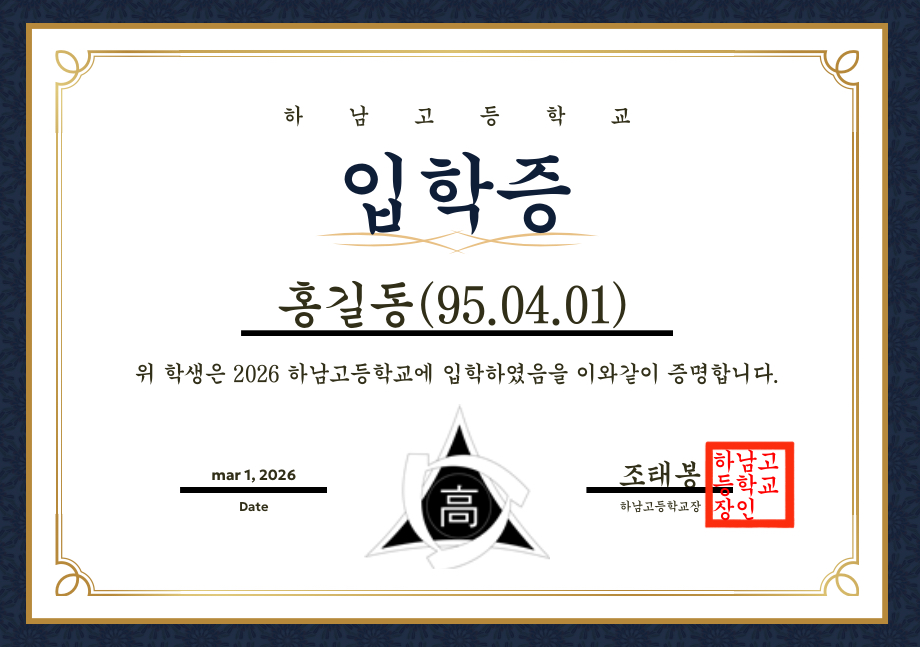 하남고등학교
입학증
홍길동(95.04.01)
위 학생은 2026 하남고등학교에 입학하였음을 이와같이 증명합니다.
高
mar 1, 2026
Date
조태봉
하남고등학교장
하남고
등학교
장인